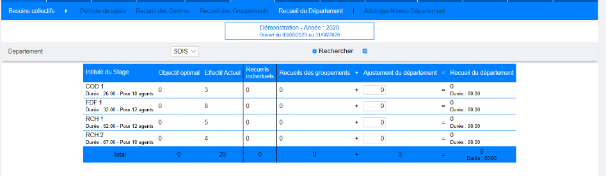 Besoins collectifs Période de saisie Recueil des Centres Recueil des Groupements Recueil du Département | Arbitrage Niveau Département
Démonstration - Année : 2020
Ouvert du 03/08/2020 au 31/08/2020
Departement SDIS Rechercher
Intitulé du Stage Objectif optimal Effectif Actuel Recueils individuels Recueils des groupements + Ajustement du département = Recueil du département
COD 1 0 3 0 0 + 0 = 0
Durée : 26.00 - Pour 10 agents Durée : 00.00
FDF 1 0 8 0 0 + 0 = 0
Durée : 32.00 - Pour 12 agents Durée : 00.00
RCH 1 0 5 0 0 + 0 = 0
Durée : 52.00 - Pour 10 agents Durée : 00.00
RCH 2 0 4 0 0 + 0 = 0
Durée : 67.00 - Pour 10 agents Durée : 00.00
Total 0 20 0 0 + 0 = 0
Durée : 00.00